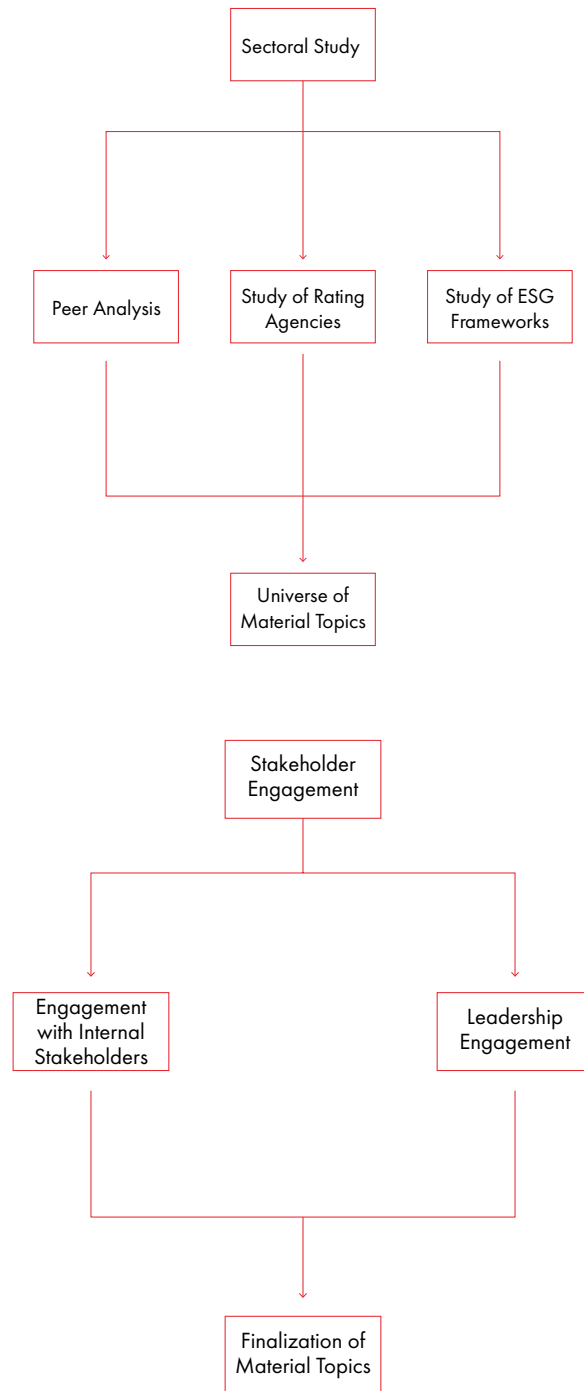 Sectoral Study
Peer Analysis
Study of Rating
Agencies
Study of ESG
Frameworks
Universe of
Material Topics
Stakeholder
Engagement
Engagement
with Internal
Stakeholders
Leadership
Engagement
Finalization of
Material Topics